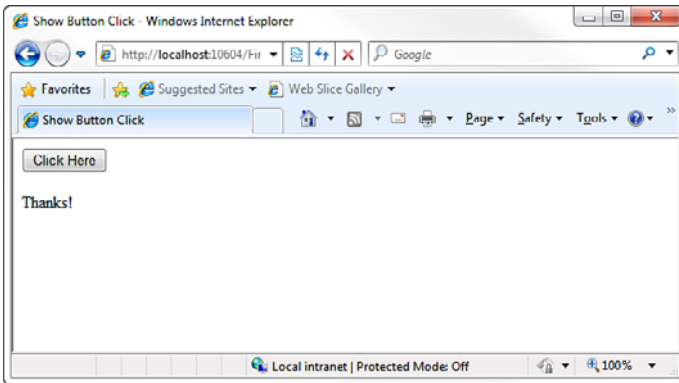 Show Button Click - Windows Internet Explorer
http://localhost:10604/Fir
Google
Favorites
Suggested Sites
Web Slice Gallery
Show Button Click
Page
Safety
Tools
»
Click Here
Thanks!
Local intranet | Protected Mode: Off
100%